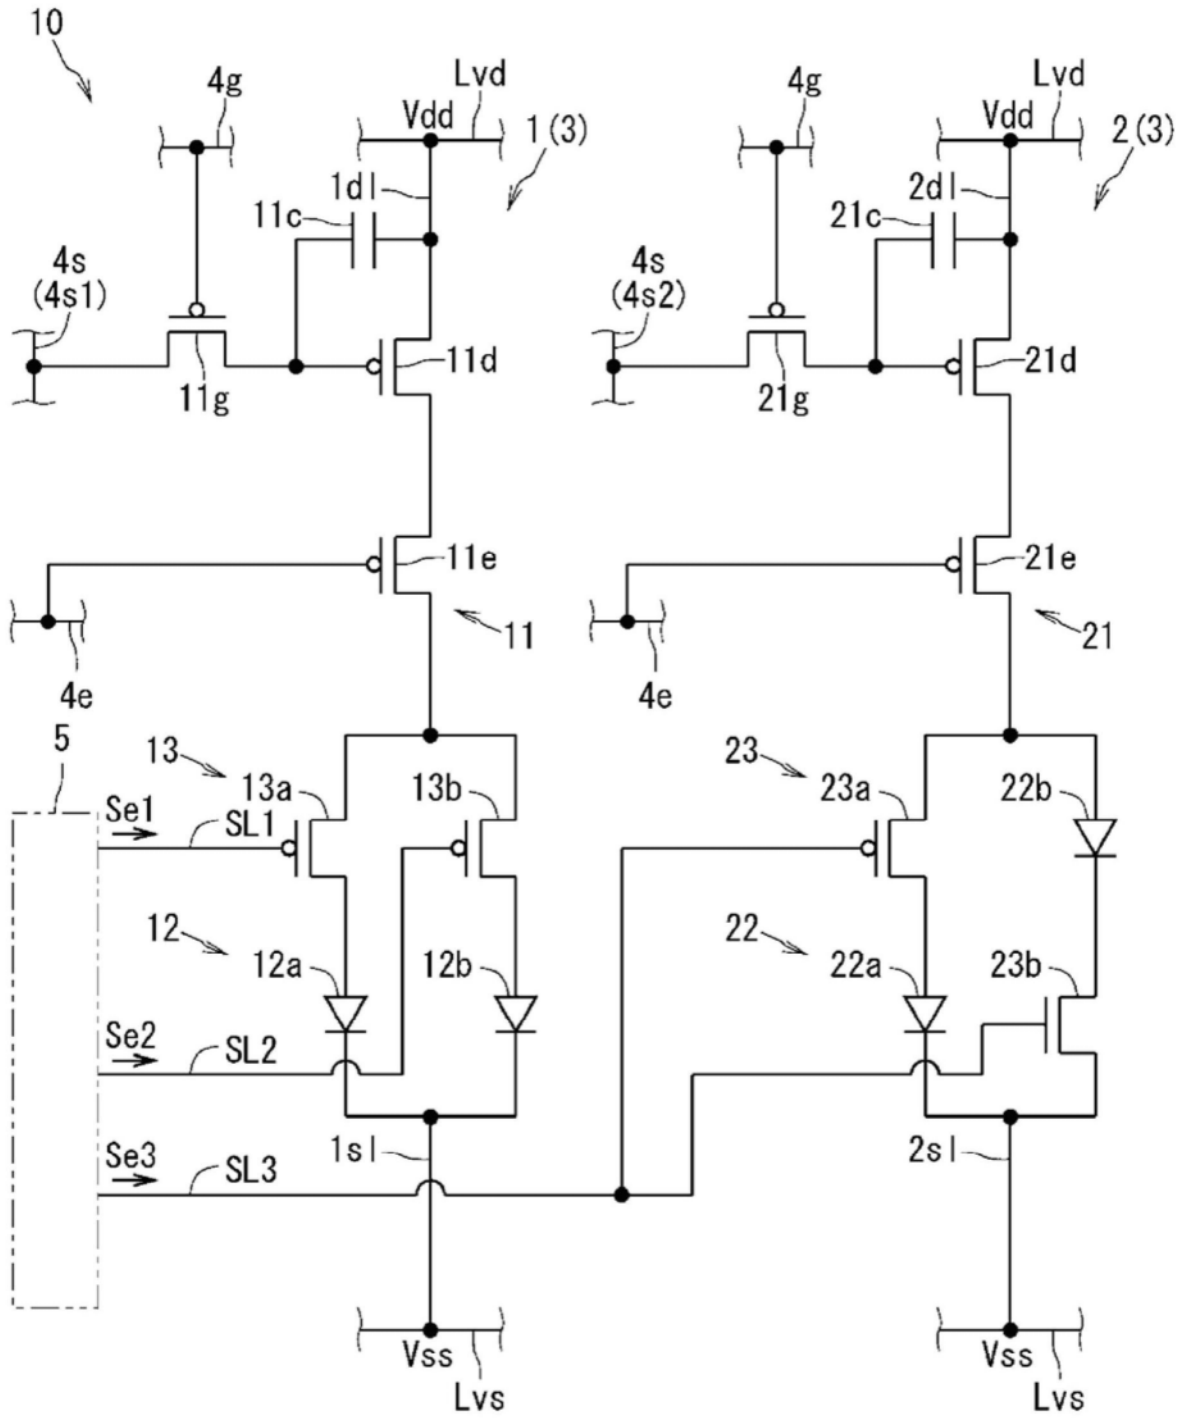 10
4g
Lvd
4g
Lvd
Vdd
1(3)
Vdd
2(3)
1dl
2dl
11c
21c
4s
(4s1)
4s
(4s2)
11d
21d
11g
21g
11e
21e
11
21
4e
4e
5
13
13a
13b
23
23a
22b
Se1
SL1
12
12a
12b
22
22a
23b
Se2
SL2
1sl
2sl
Se3
SL3
Vss
Vss
Lvs
Lvs